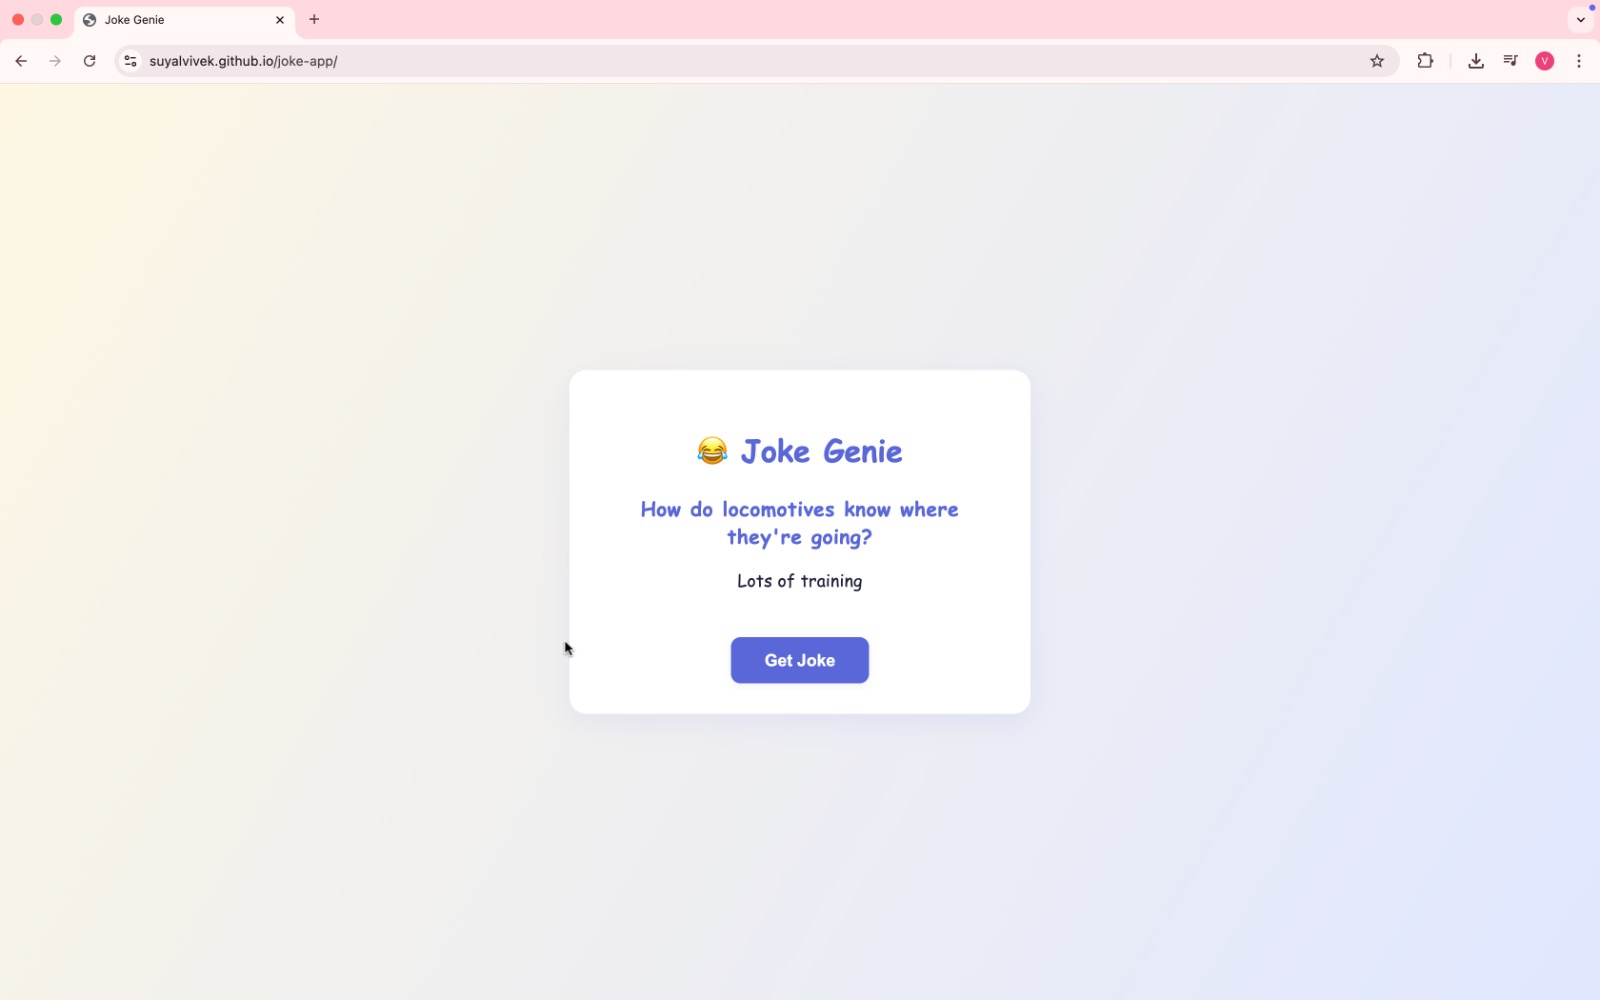 Joke Genie
suyalvivek.github.io/joke-app/
V
😂 Joke Genie
How do locomotives know where
they're going?
Lots of training
Get Joke